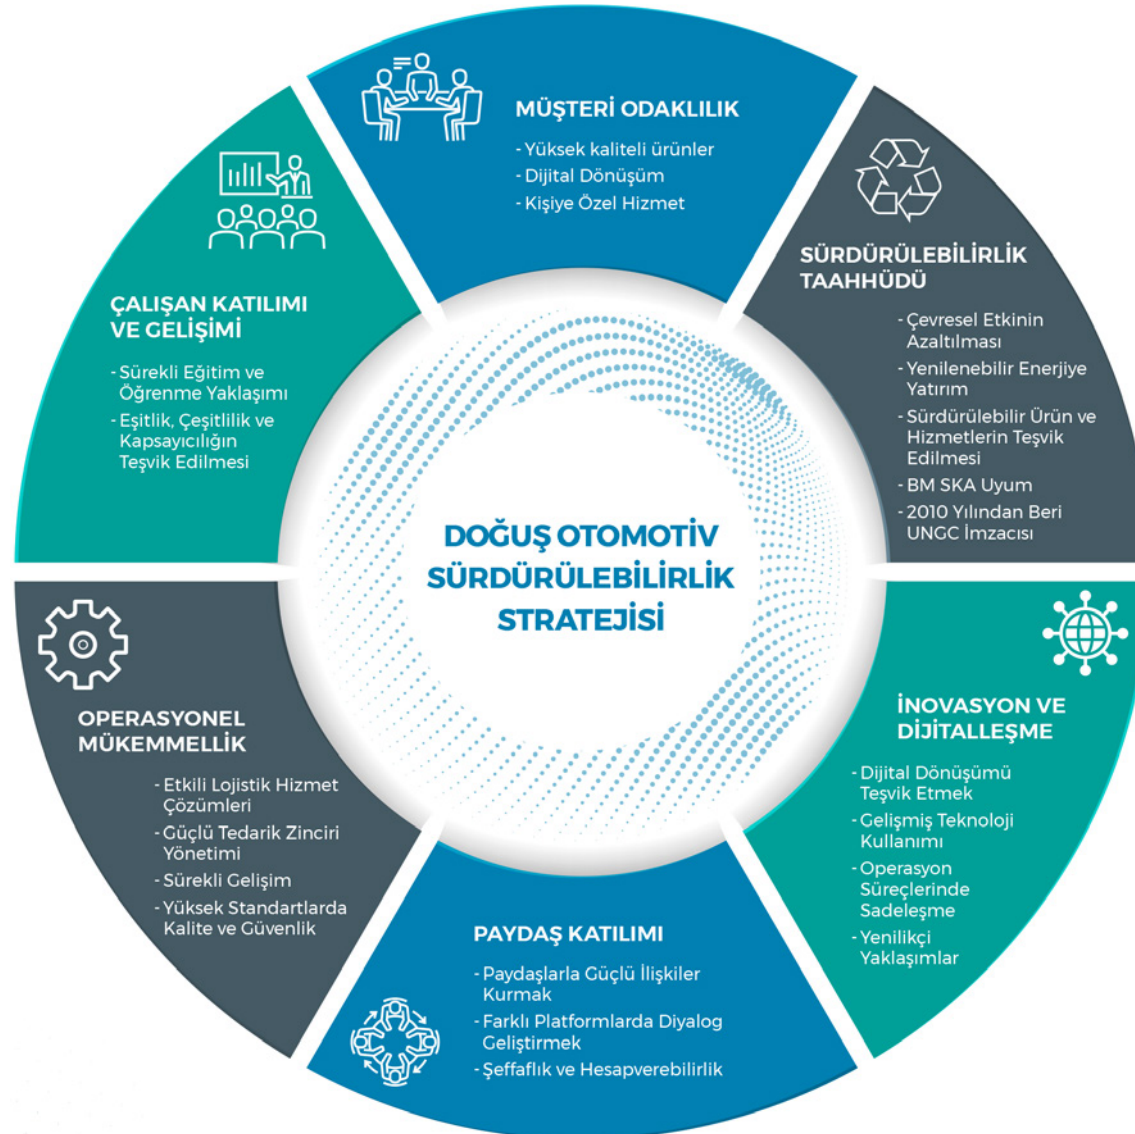 MÜŞTERİ ODAKLILIK
- Yüksek kaliteli ürünler
- Dijital Dönüşüm
- Kişiye Özel Hizmet
SÜRDÜRÜLEBİLİRLİK
TAAHHÜDÜ
- Çevresel Etkinin
Azaltılması
- Yenilenebilir Enerjiye
Yatırım
- Sürdürülebilir Ürün ve
Hizmetlerin Teşvik
Edilmesi
- BM SKA Uyum
- 2010 Yılından Beri
UNGC İmzacısı
İNOVASYON VE
DİJİTALLEŞME
- Dijital Dönüşümü
Teşvik Etmek
- Gelişmiş Teknoloji
Kullanımı
- Operasyon
Süreçlerinde
Sadeleşme
- Yenilikçi
Yaklaşımlar
PAYDAŞ KATILIMI
- Paydaşlarla Güçlü İlişkiler
Kurmak
- Farklı Platformlarda Diyalog
Geliştirmek
- Şeffaflık ve Hesapverebilirlik
OPERASYONEL
MÜKEMMELLİK
- Etkili Lojistik Hizmet
Çözümleri
- Güçlü Tedarik Zinciri
Yönetimi
- Sürekli Gelişim
- Yüksek Standartlarda
Kalite ve Güvenlik
ÇALIŞAN KATILIMI
VE GELİŞİMİ
- Sürekli Eğitim ve
Öğrenme Yaklaşımı
- Eşitlik, Çeşitlilik ve
Kapsayıcılığın
Teşvik Edilmesi
DOĞUŞ OTOMOTİV
SÜRDÜRÜLEBİLİRLİK
STRATEJİSİ